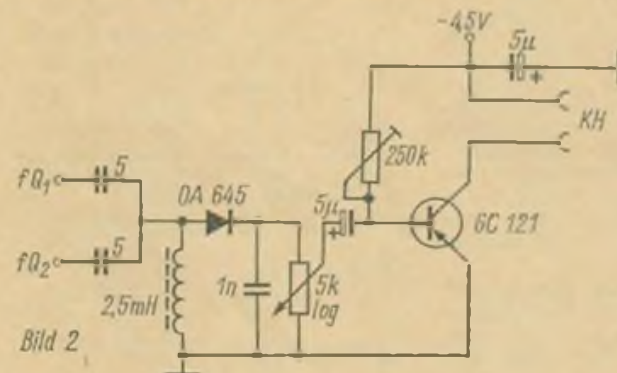 -4,5V
5µ
+
KH
250k
fQ1
5
0A 645
5µ
+
6C 121
fQ2
5
2,5mH
1n
5k
log
Bild 2